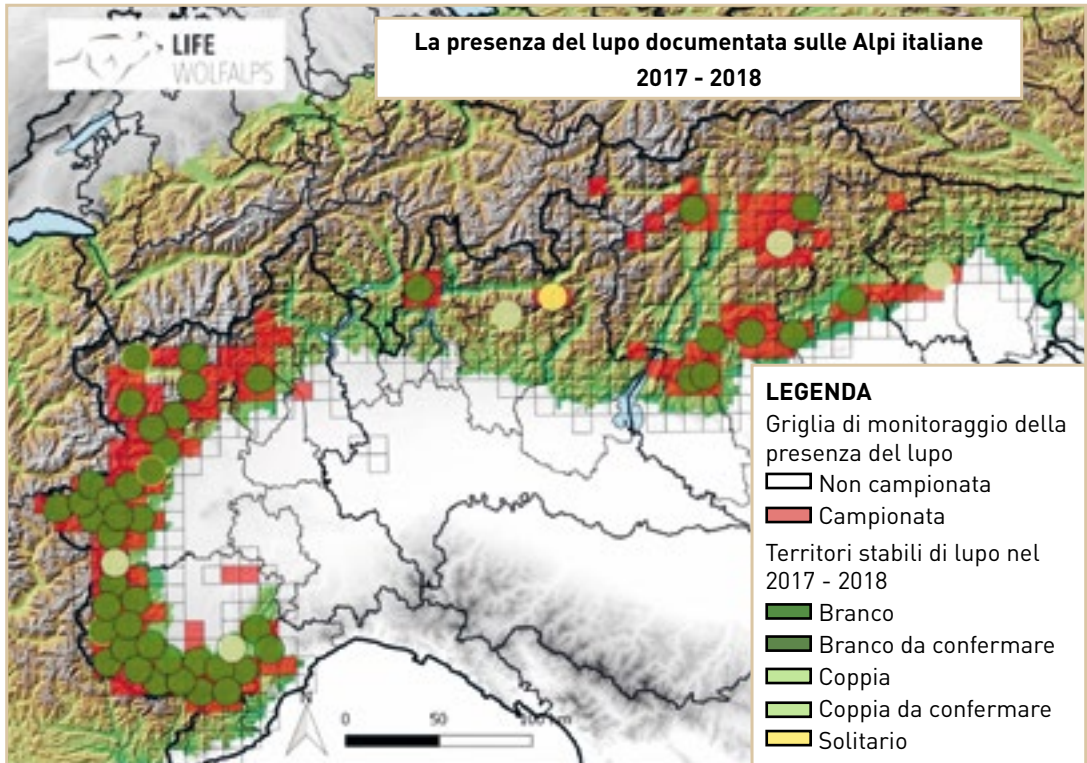 LIFE
WOLFALPS
La presenza del lupo documentata sulle Alpi italiane
2017 - 2018
LEGENDA
Griglia di monitoraggio della
presenza del lupo
Non campionata
Campionata
Territori stabili di lupo nel
2017 - 2018
Branco
Branco da confermare
Coppia
Coppia da confermare
Solitario
N
0 50 100 km